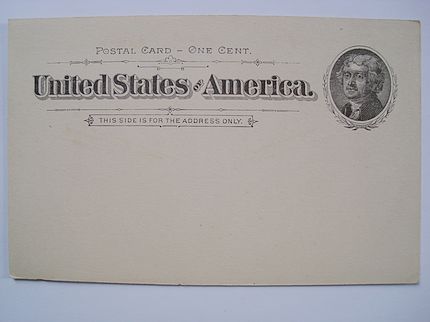 POSTAL CARD – ONE CENT.
United States of America.
THIS SIDE IS FOR THE ADDRESS ONLY.